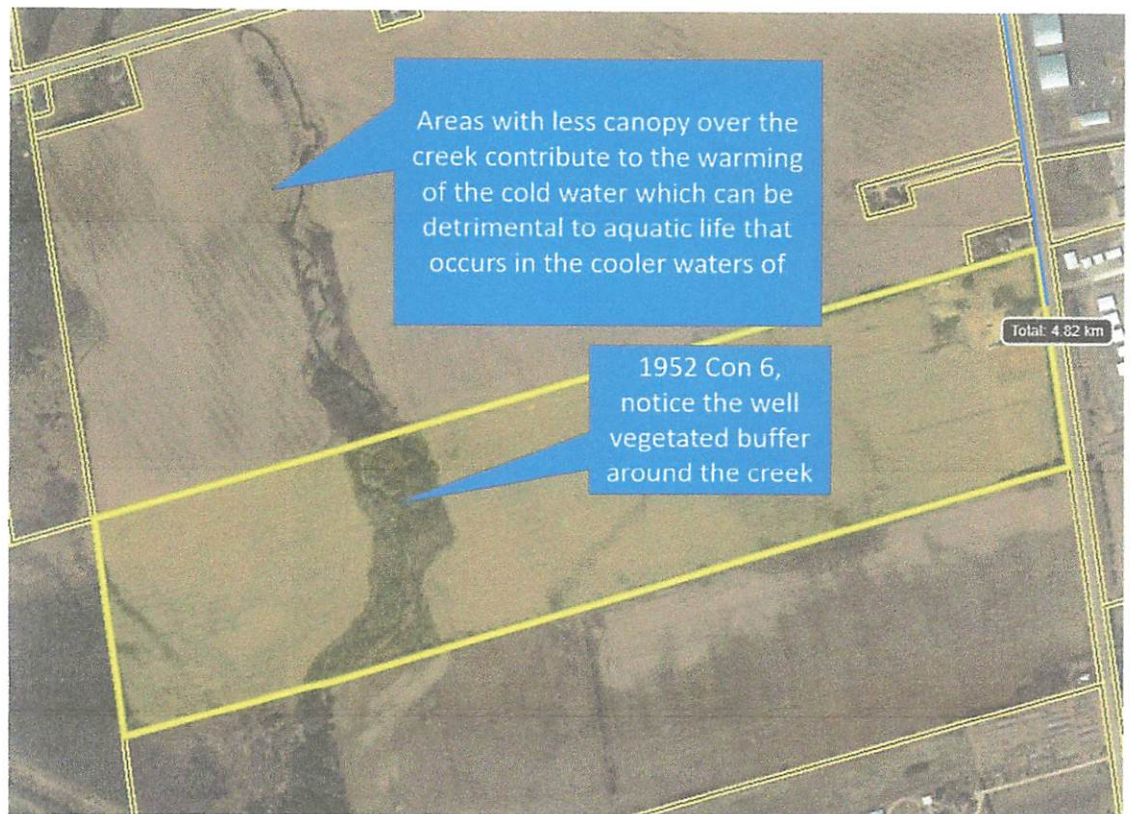 Areas with less canopy over the
creek contribute to the warming
of the cold water which can be
detrimental to aquatic life that
occurs in the cooler waters of
Total: 4.82 km
1952 Con 6,
notice the well
vegetated buffer
around the creek